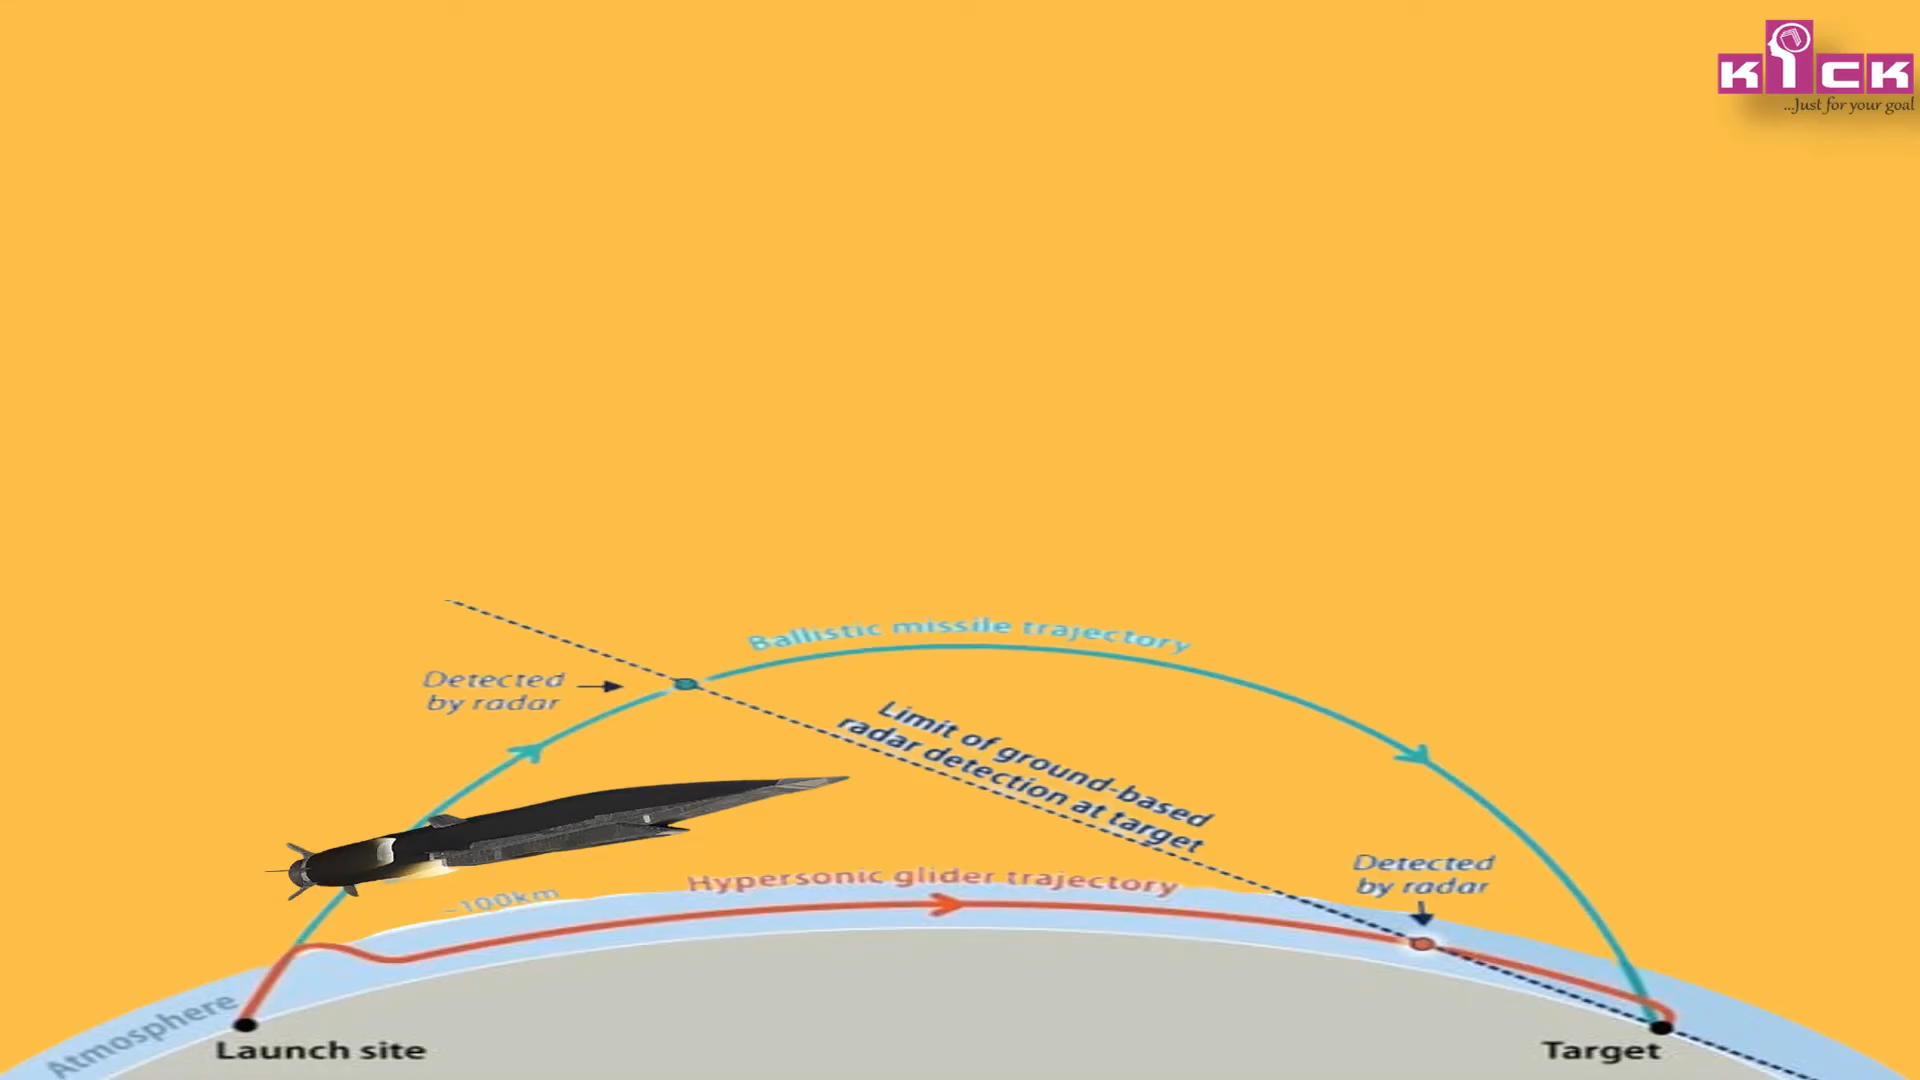 KICK
...Just for your goal
Ballistic missile trajectory
Detected
by radar
Limit of ground-based
radar detection at target
Detected
by radar
Hypersonic glider trajectory
~100km
Atmosphere
Launch site
Target